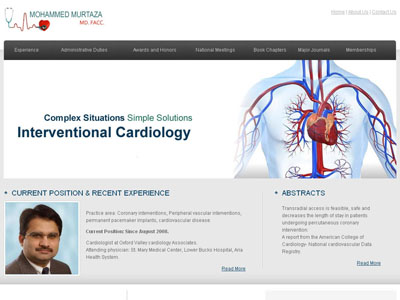 MOHAMMED MURTAZA
MD. FACC.
Home | About Us | Contact Us
Experience Administrative Duties Awards and Honors National Meetings Book Chapters Major Journals Memberships
Complex Situations Simple Solutions
Interventional Cardiology
CURRENT POSITION & RECENT EXPERIENCE
Practice area: Coronary interventions, Peripheral vascular interventions,
permanent pacemaker implants, cardiovascular diagnosis.
Current Position: Since August 2006.
Cardiologist at Oxford Valley cardiology Associates.
Attending physician: St. Mary Medical Center, Lower Bucks Hospital, Aria
Health System.
Read More
ABSTRACTS
Transradial access is feasible, safe and
decreases the length of stay in patients
undergoing percutaneous coronary
intervention.
A report from the American College of
Cardiology- National cardiovascular Data
Registry
Read More